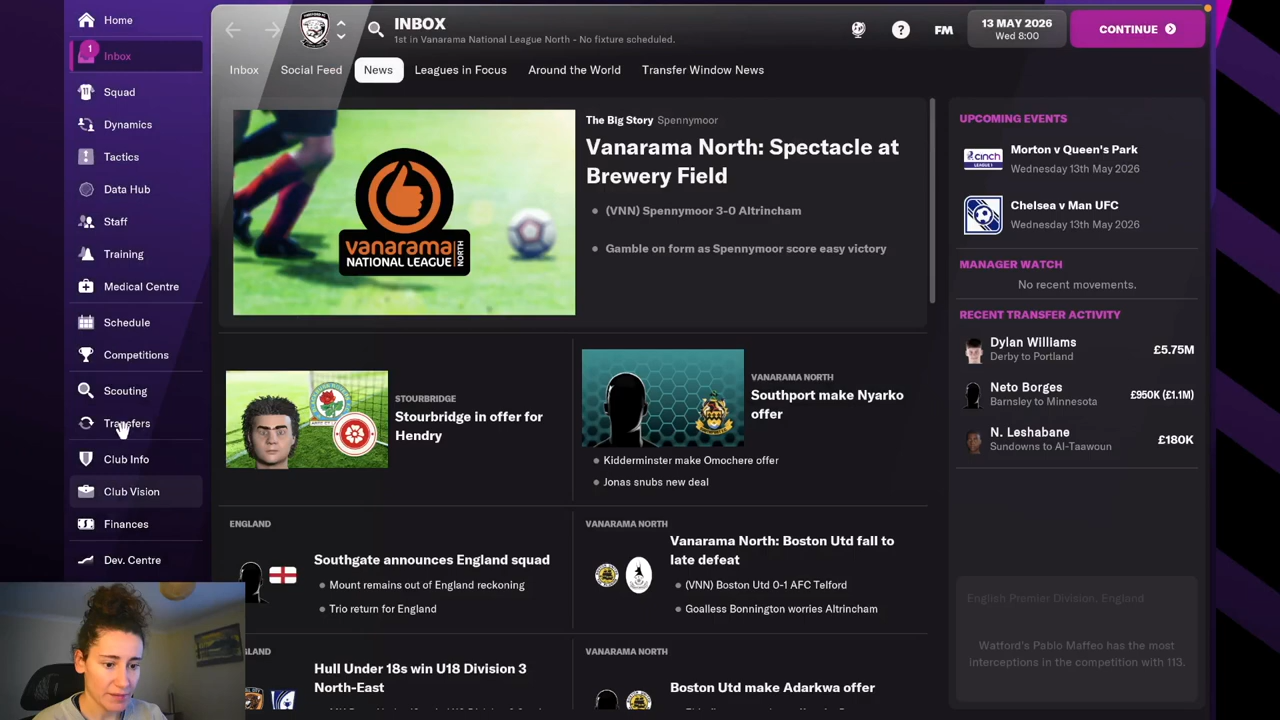 Home
1
Inbox
Squad
Dynamics
Tactics
Data Hub
Staff
Training
Medical Centre
Schedule
Competitions
Scouting
Transfers
Club Info
Club Vision
Finances
Dev. Centre
INBOX
1st in Vanarama National League North - No fixture scheduled.
?
FM
13 MAY 2026
Wed 8:00
CONTINUE
Inbox
Social Feed
News
Leagues in Focus
Around the World
Transfer Window News
vanarama
NATIONAL LEAGUE
NORTH
The Big Story Spennymoor
Vanarama North: Spectacle at
Brewery Field
(VNN) Spennymoor 3-0 Altrincham
Gamble on form as Spennymoor score easy victory
STOURBRIDGE
Stourbridge in offer for
Hendry
VANARAMA NORTH
Southport make Nyarko
offer
Kidderminster make Omochere offer
Jonas snubs new deal
ENGLAND
Southgate announces England squad
Mount remains out of England reckoning
Trio return for England
VANARAMA NORTH
Vanarama North: Boston Utd fall to
late defeat
(VNN) Boston Utd 0-1 AFC Telford
Goalless Bonnington worries Altrincham
Hull Under 18s win U18 Division 3
North-East
VANARAMA NORTH
Boston Utd make Adarkwa offer
UPCOMING EVENTS
cinch
Morton v Queen's Park
Wednesday 13th May 2026
Chelsea v Man UFC
Wednesday 13th May 2026
MANAGER WATCH
No recent movements.
RECENT TRANSFER ACTIVITY
Dylan Williams
Derby to Portland
£5.75M
Neto Borges
Barnsley to Minnesota
£950K (£1.1M)
N. Leshabane
Sundowns to Al-Taawoun
£180K
English Premier Division, England
Watford's Pablo Maffeo has the most
interceptions in the competition with 113.